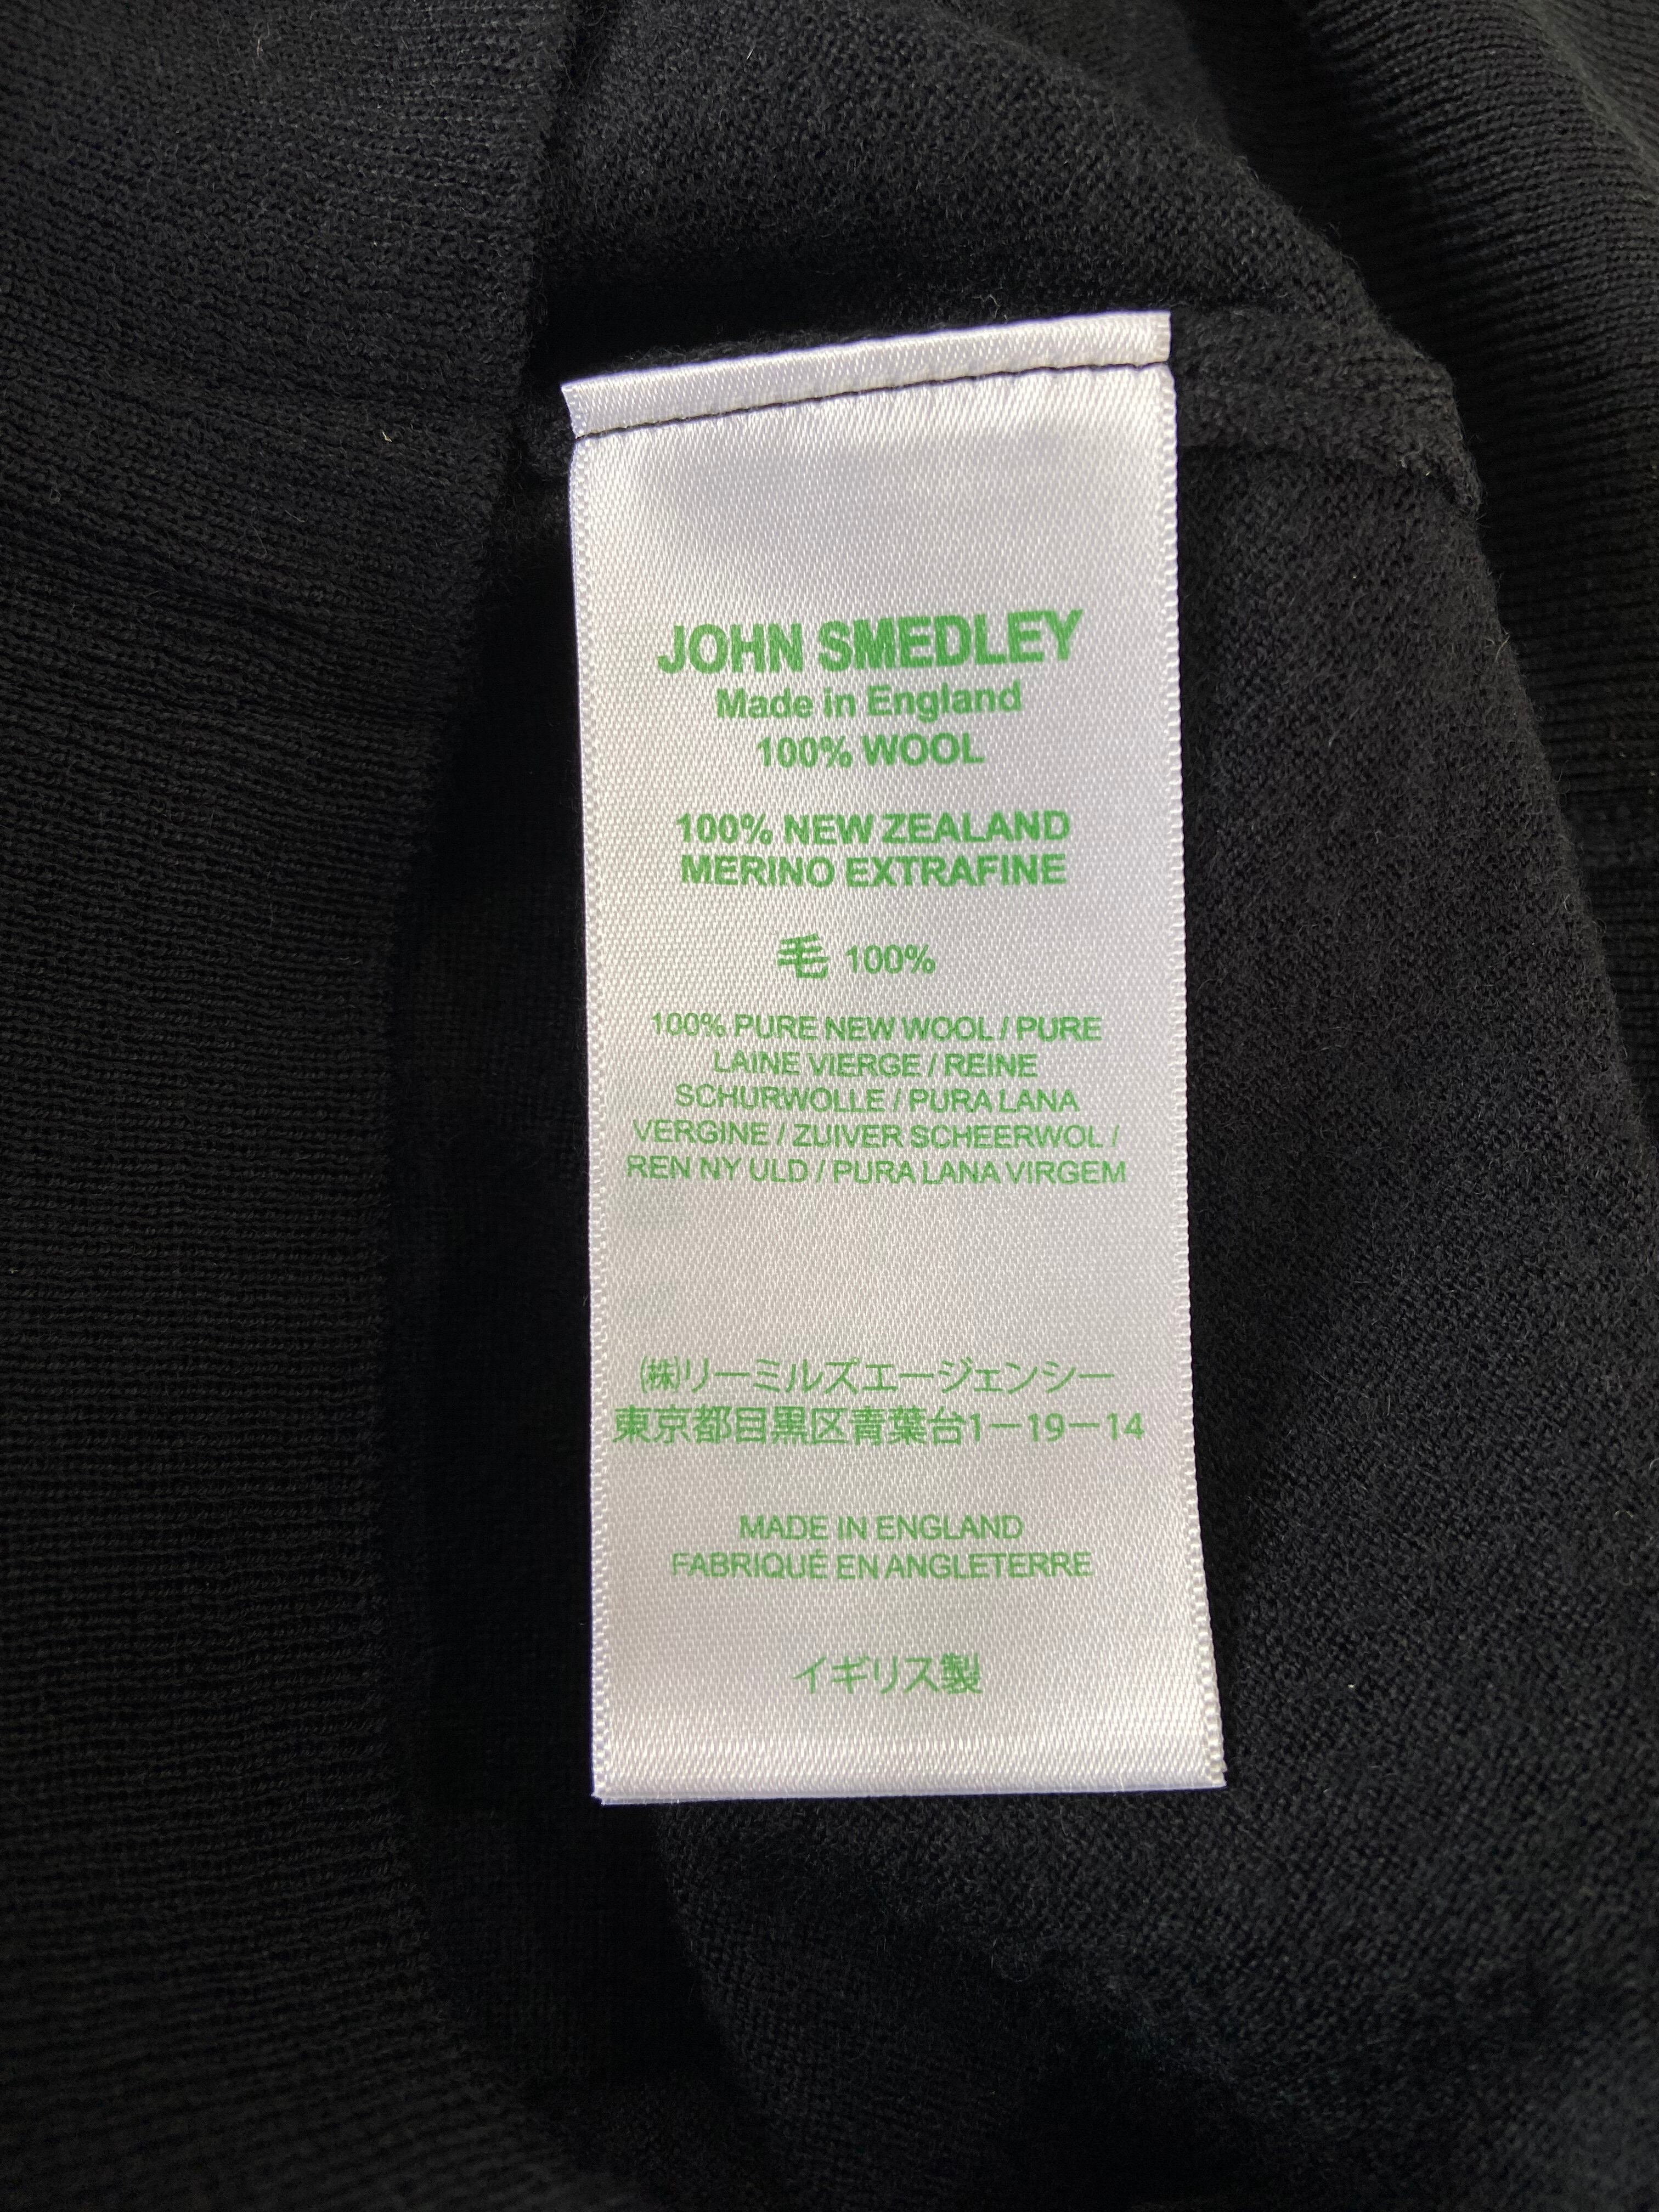 JOHN SMEDLEY
Made in England
100% WOOL
100% NEW ZEALAND
MERINO EXTRAFINE
毛 100%
100% PURE NEW WOOL / PURE
LAINE VIERGE / REINE
SCHURWOLLE / PURA LANA
VERGINE / ZUIVER SCHEERWOL /
REN NY ULD / PURA LANA VIRGEM
㈱リーミルズエージェンシー
東京都目黒区青葉台1ー19ー14
MADE IN ENGLAND
FABRIQUÉ EN ANGLETERRE
イギリス製